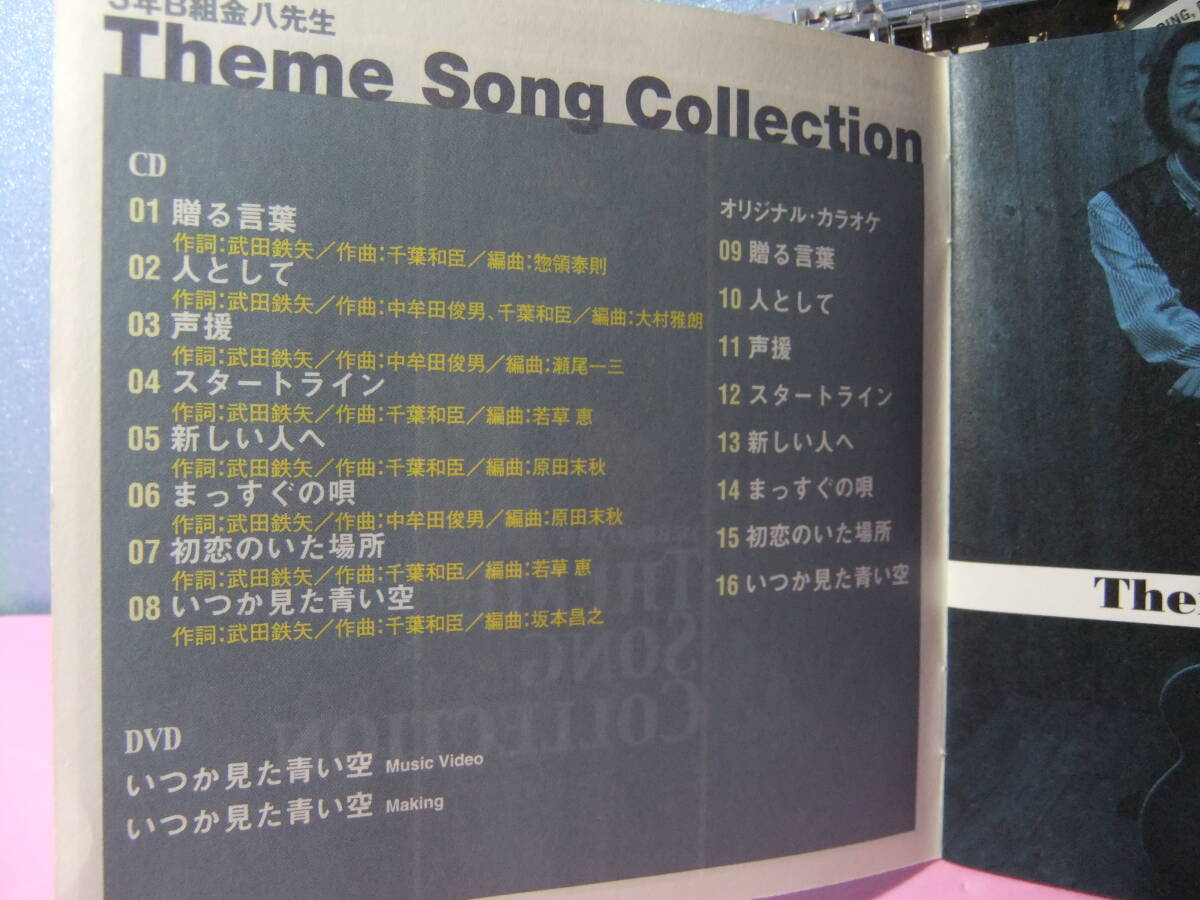 3年B組金八先生
Theme Song Collection
CD
01 贈る言葉
作詞：武田鉄矢／作曲：千葉和臣／編曲：惣領泰則
02 人として
作詞：武田鉄矢／作曲：中牟田俊男、千葉和臣／編曲：大村雅朗
03 声援
作詞：武田鉄矢／作曲：中牟田俊男／編曲：瀬尾一三
04 スタートライン
作詞：武田鉄矢／作曲：千葉和臣／編曲：若草 恵
05 新しい人へ
作詞：武田鉄矢／作曲：千葉和臣／編曲：原田末秋
06 まっすぐの唄
作詞：武田鉄矢／作曲：中牟田俊男／編曲：原田末秋
07 初恋のいた場所
作詞：武田鉄矢／作曲：千葉和臣／編曲：若草 恵
08 いつか見た青い空
作詞：武田鉄矢／作曲：千葉和臣／編曲：坂本昌之
オリジナル・カラオケ
09 贈る言葉
10 人として
11 声援
12 スタートライン
13 新しい人へ
14 まっすぐの唄
15 初恋のいた場所
16 いつか見た青い空
DVD
いつか見た青い空 Music Video
いつか見た青い空 Making
THEME
SONG
COLLECTION
The